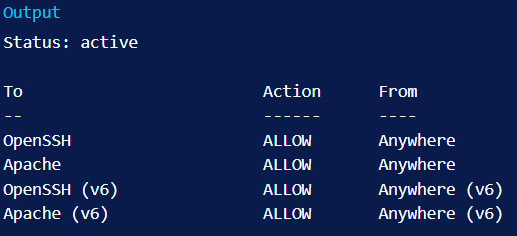 Output
Status: active
To                         Action      From
--                         ------      ----
OpenSSH                    ALLOW       Anywhere
Apache                     ALLOW       Anywhere
OpenSSH (v6)               ALLOW       Anywhere (v6)
Apache (v6)                ALLOW       Anywhere (v6)